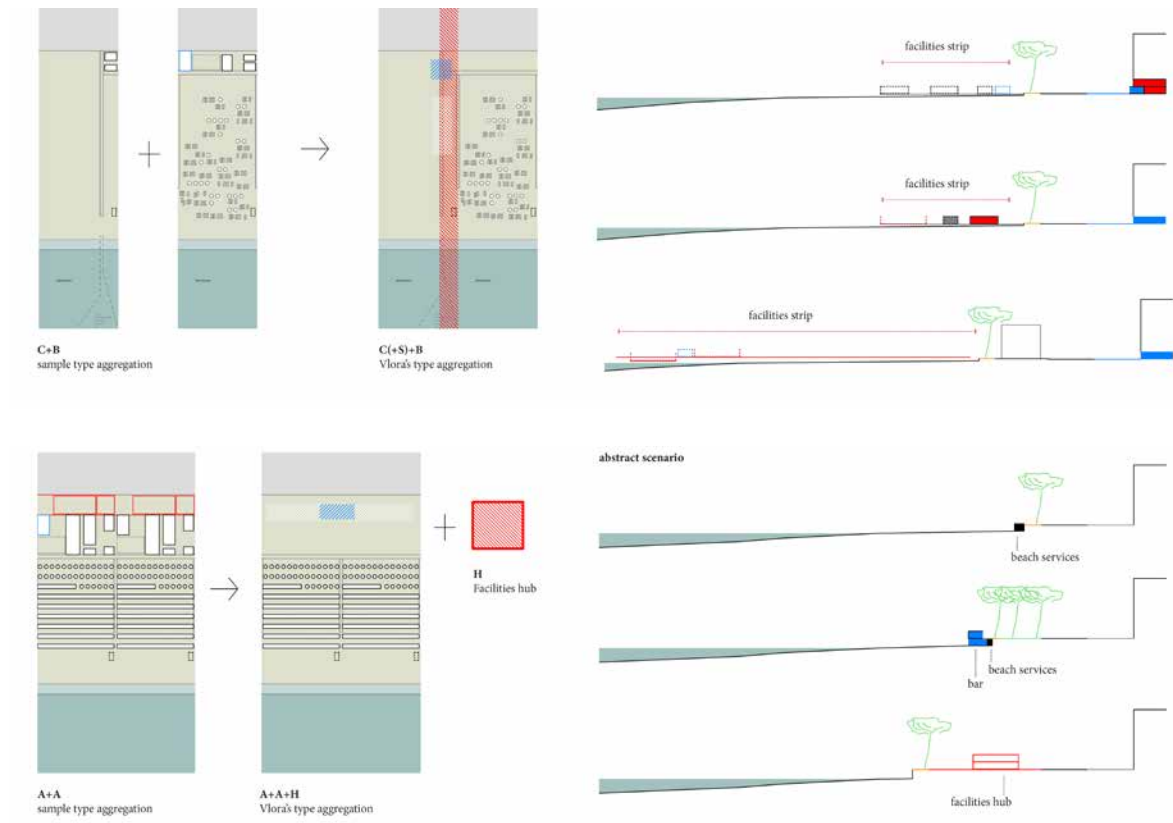 facilities strip
facilities strip
facilities strip
C+B
sample type aggregation
C(+S)+B
Vlora's type aggregation
abstract scenario
beach services
H
Facilities hub
beach services
bar
A+A
sample type aggregation
A+A+H
Vlora's type aggregation
facilities hub